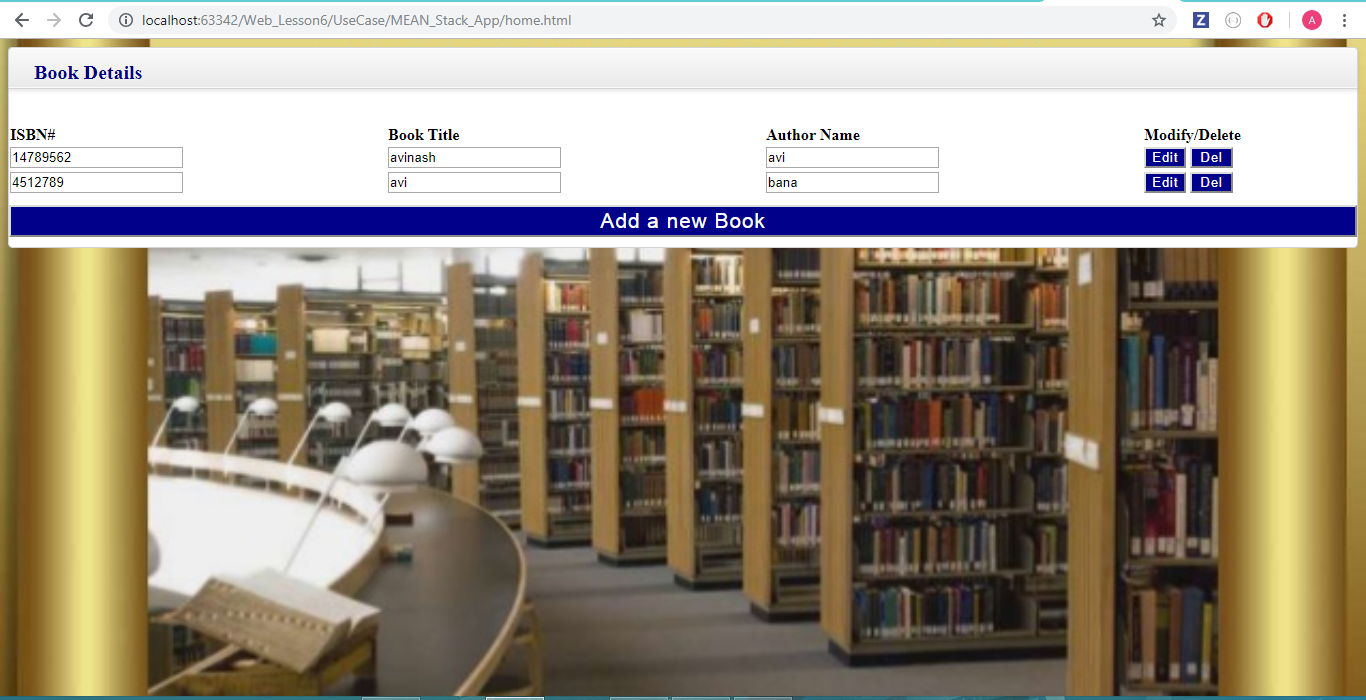 localhost:63342/Web_Lesson6/UseCase/MEAN_Stack_App/home.html
Z
A
Book Details
ISBN# Book Title Author Name Modify/Delete
14789562 avinash avi Edit Del
4512789 avi bana Edit Del
Add a new Book